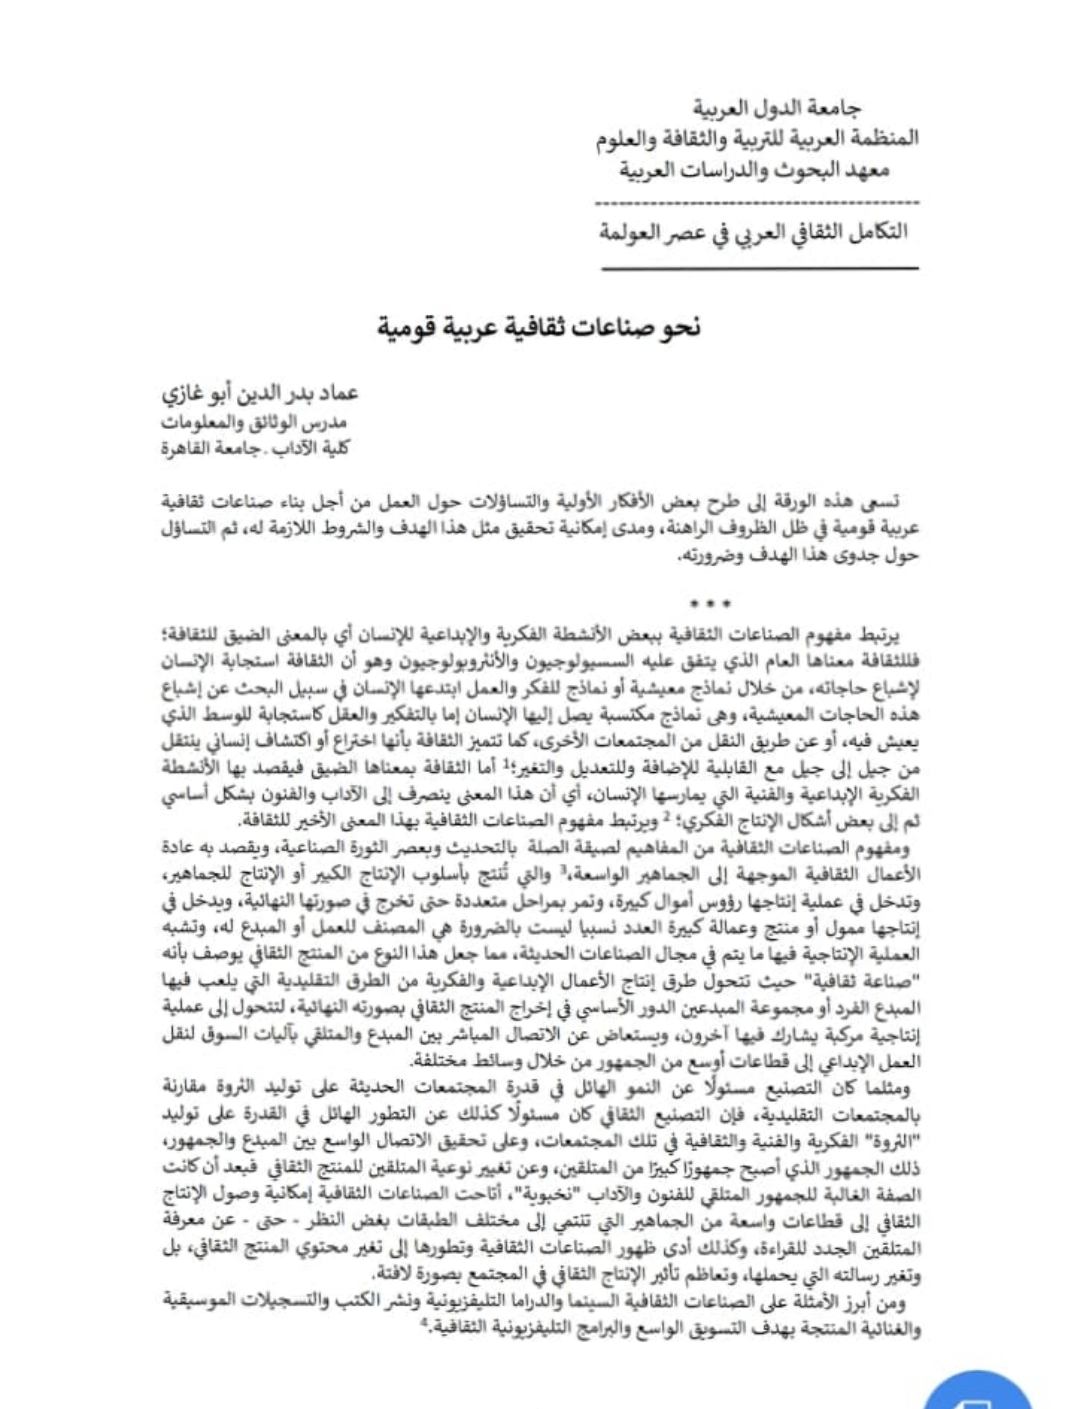 جامعة الدول العربية
المنظمة العربية للتربية والثقافة والعلوم
معهد البحوث والدراسات العربية
----------------------------------------
التكامل الثقافي العربي في عصر العولمة
نحو صناعات ثقافية عربية قومية
عماد بدر الدين أبو غازي
مدرس الوثائق والمعلومات
كلية الآداب . جامعة القاهرة
تسعى هذه الورقة إلى طرح بعض الأفكار الأولية والتساؤلات حول العمل من أجل بناء صناعات ثقافية
عربية قومية في ظل الظروف الراهنة، ومدى إمكانية تحقيق مثل هذا الهدف والشروط اللازمة له، ثم التساؤل
حول جدوى هذا الهدف وضرورته.
* * *
يرتبط مفهوم الصناعات الثقافية ببعض الأنشطة الفكرية والإبداعية للإنسان أي بالمعنى الضيق للثقافة؛
فللثقافة معناها العام الذي يتفق عليه السسيولوجيون والأنثروبولوجيون وهو أن الثقافة استجابة الإنسان
لإشباع حاجاته، من خلال نماذج معيشية أو نماذج للفكر والعمل ابتدعها الإنسان في سبيل البحث عن إشباع
هذه الحاجات المعيشية، وهى نماذج مكتسبة يصل إليها الإنسان إما بالتفكير والعقل كاستجابة للوسط الذي
يعيش فيه، أو عن طريق النقل من المجتمعات الأخرى، كما تتميز الثقافة بأنها اختراع أو اكتشاف إنساني ينتقل
من جيل إلى جيل مع القابلية للإضافة وللتعديل والتغير؛1 أما الثقافة بمعناها الضيق فيقصد بها الأنشطة
الفكرية الإبداعية والفنية التي يمارسها الإنسان، أي أن هذا المعنى ينصرف إلى الآداب والفنون بشكل أساسي
ثم إلى بعض أشكال الإنتاج الفكري؛ 2 ويرتبط مفهوم الصناعات الثقافية بهذا المعنى الأخير للثقافة.
ومفهوم الصناعات الثقافية من المفاهيم لصيقة الصلة بالتحديث وبعصر الثورة الصناعية، ويقصد به عادة
الأعمال الثقافية الموجهة إلى الجماهير الواسعة،3 والتي تُنتج بأسلوب الإنتاج الكبير أو الإنتاج للجماهير،
وتدخل في عملية إنتاجها رؤوس أموال كبيرة، وتمر بمراحل متعددة حتى تخرج في صورتها النهائية، ويدخل في
إنتاجها ممول أو منتج وعمالة كبيرة العدد نسبيا ليست بالضرورة هي المصنف للعمل أو المبدع له، وتشبه
العملية الإنتاجية فيها ما يتم في مجال الصناعات الحديثة، مما جعل هذا النوع من المنتج الثقافي يوصف بأنه
"صناعة ثقافية" حيث تتحول طرق إنتاج الأعمال الإبداعية والفكرية من الطرق التقليدية التي يلعب فيها
المبدع الفرد أو مجموعة المبدعين الدور الأساسي في إخراج المنتج الثقافي بصورته النهائية، لتتحول إلى عملية
إنتاجية مركبة يشارك فيها آخرون، ويستعاض عن الاتصال المباشر بين المبدع والمتلقي بآليات السوق لنقل
العمل الإبداعي إلى قطاعات أوسع من الجمهور من خلال وسائط مختلفة.
ومثلما كان التصنيع مسئولًا عن النمو الهائل في قدرة المجتمعات الحديثة على توليد الثروة مقارنة
بالمجتمعات التقليدية، فإن التصنيع الثقافي كان مسئولًا كذلك عن التطور الهائل في القدرة على توليد
"الثروة" الفكرية والفنية والثقافية في تلك المجتمعات، وعلى تحقيق الاتصال الواسع بين المبدع والجمهور،
ذلك الجمهور الذي أصبح جمهورًا كبيرًا من المتلقين، وعن تغيير نوعية المتلقين للمنتج الثقافي فبعد أن كانت
الصفة الغالبة للجمهور المتلقي للفنون والآداب "نخبوية"، أتاحت الصناعات الثقافية إمكانية وصول الإنتاج
الثقافي إلى قطاعات واسعة من الجماهير التي تنتمي إلى مختلف الطبقات بغض النظر - حتى - عن معرفة
المتلقين الجدد للقراءة، وكذلك أدى ظهور الصناعات الثقافية وتطورها إلى تغير محتوي المنتج الثقافي، بل
وتغير رسالته التي يحملها، وتعاظم تأثير الإنتاج الثقافي في المجتمع بصورة لافتة.
ومن أبرز الأمثلة على الصناعات الثقافية السينما والدراما التليفزيونية ونشر الكتب والتسجيلات الموسيقية
والغنائية المنتجة بهدف التسويق الواسع والبرامج التليفزيونية الثقافية.4